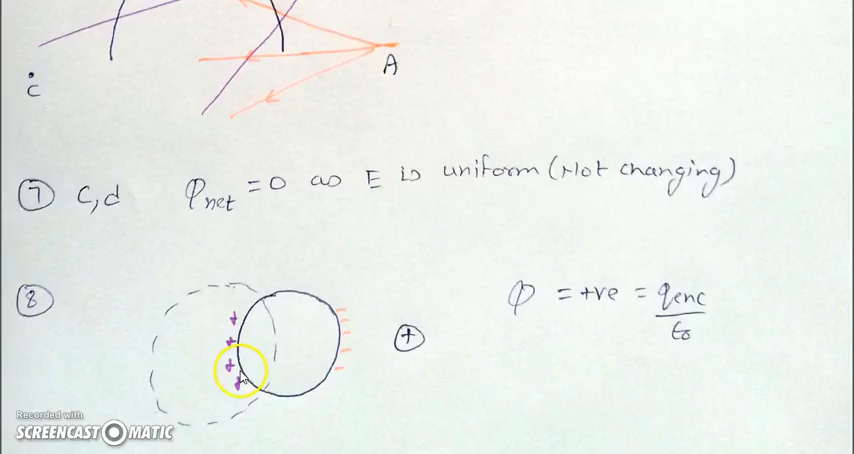 A
c
⑦ C,d φnet = 0 as E is uniform (Not changing)
⑧ φ = +ve = qenc/ε0
+ + + +
- - - - -
+
Recorded with
SCREENCAST-O-MATIC